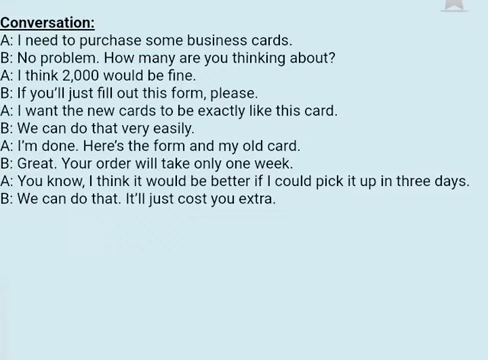 Conversation:
A: I need to purchase some business cards.
B: No problem. How many are you thinking about?
A: I think 2,000 would be fine.
B: If you’ll just fill out this form, please.
A: I want the new cards to be exactly like this card.
B: We can do that very easily.
A: I’m done. Here’s the form and my old card.
B: Great. Your order will take only one week.
A: You know, I think it would be better if I could pick it up in three days.
B: We can do that. It’ll just cost you extra.